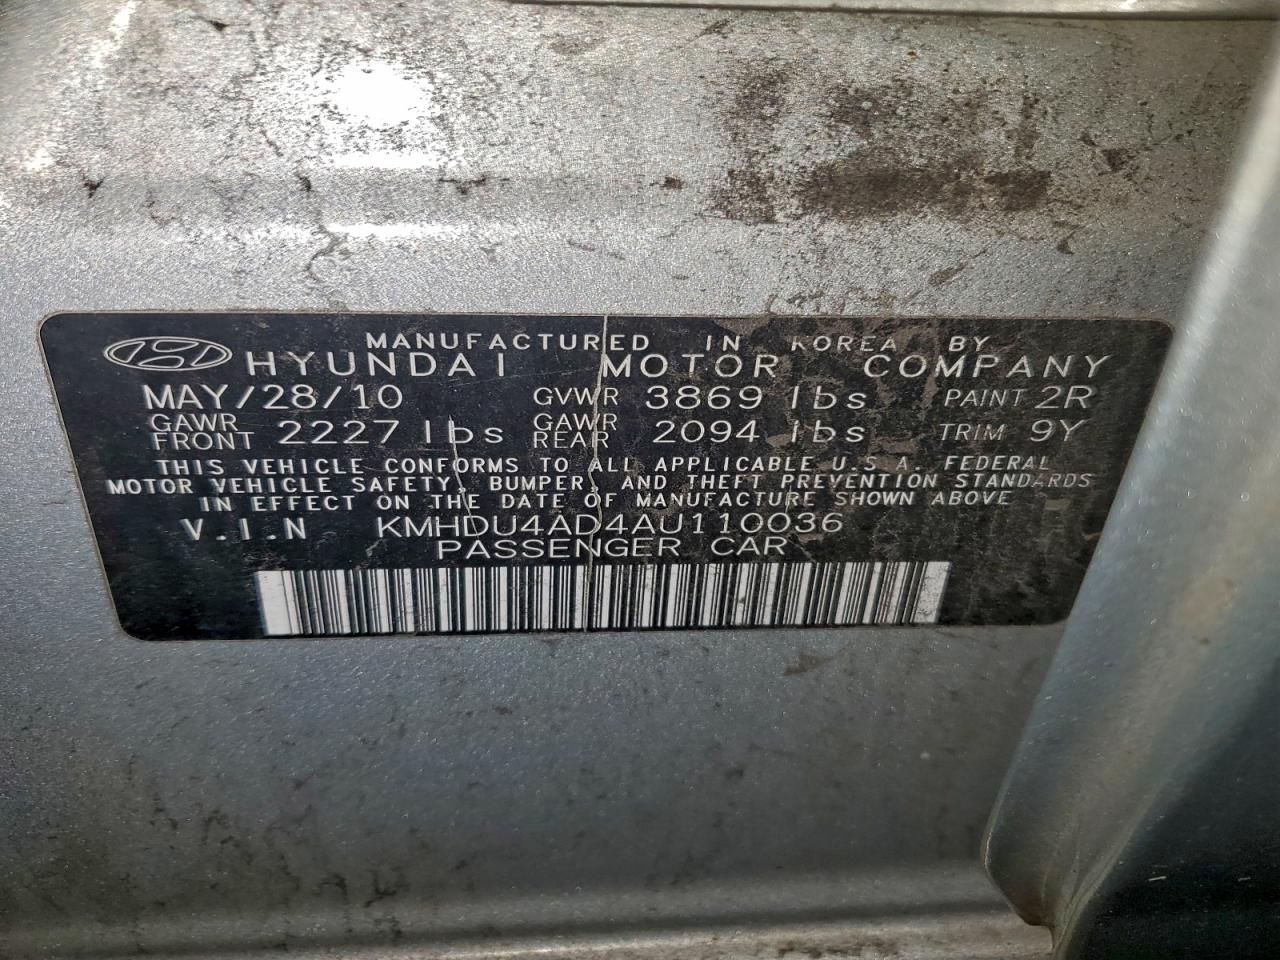 MANUFACTURED IN KOREA BY
HYUNDAI MOTOR COMPANY
MAY/28/10 GVWR 3869 lbs PAINT 2R
GAWR FRONT 2227 lbs GAWR REAR 2094 lbs TRIM 9Y
THIS VEHICLE CONFORMS TO ALL APPLICABLE U.S.A. FEDERAL
MOTOR VEHICLE SAFETY, BUMPER, AND THEFT PREVENTION STANDARDS
IN EFFECT ON THE DATE OF MANUFACTURE SHOWN ABOVE
V.I.N KMHDU4AD4AU110036
PASSENGER CAR